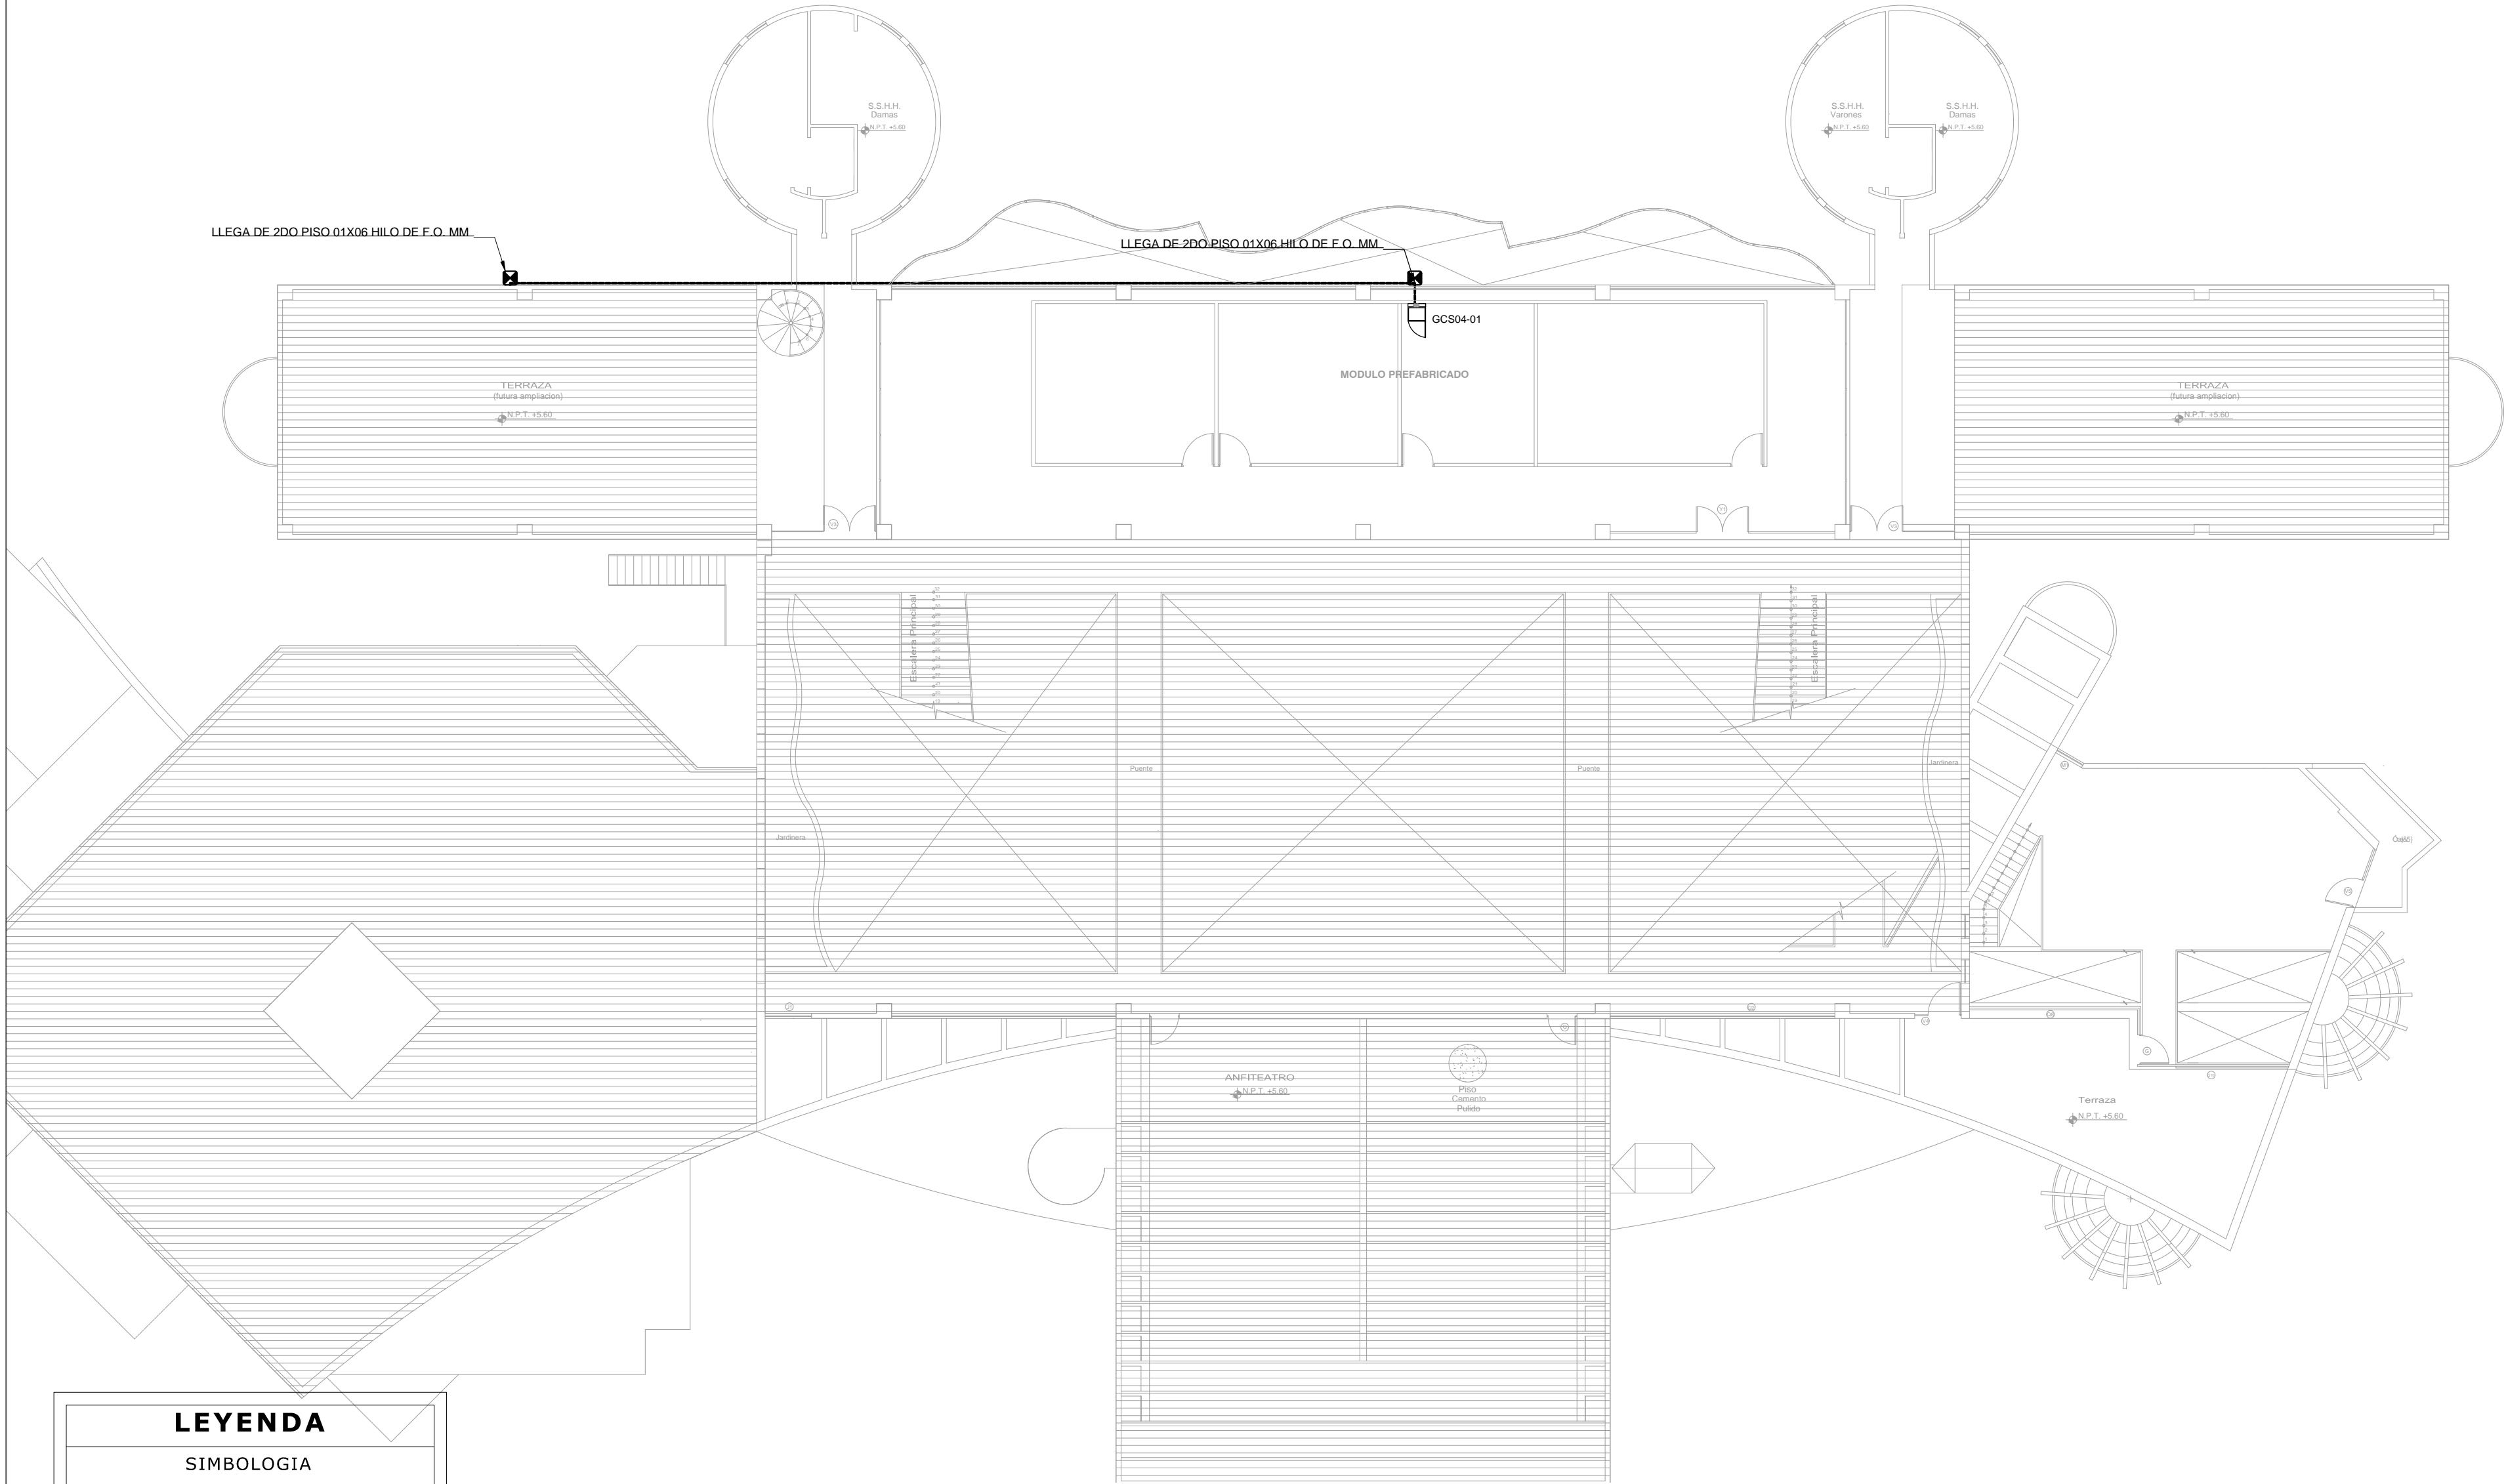 S.S.H.H.
Damas
N.P.T. +5.60
S.S.H.H.
Varones
N.P.T. +5.60
S.S.H.H.
Damas
N.P.T. +5.60
LLEGA DE 2DO PISO 01X06 HILO DE F.O. MM
LLEGA DE 2DO PISO 01X06 HILO DE F.O. MM
GCS04-01
MODULO PREFABRICADO
TERRAZA
(futura ampliacion)
N.P.T. +5.60
TERRAZA
(futura ampliacion)
N.P.T. +5.60
Escalera Principal
Escalera Principal
Puente
Puente
Jardinera
Jardinera
ANFITEATRO
N.P.T. +5.60
Piso
Cemento
Pulido
Terraza
N.P.T. +5.60
LEYENDA
SIMBOLOGIA